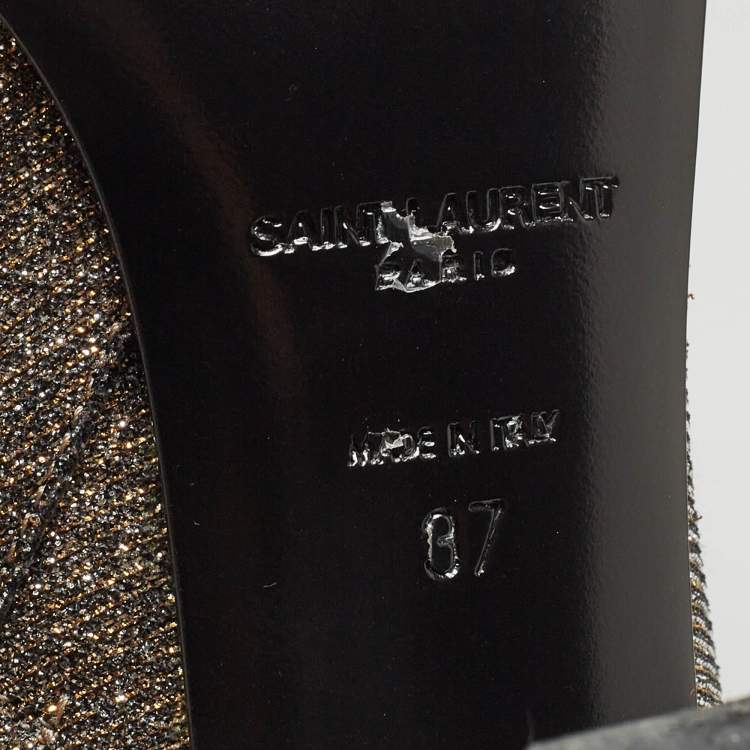 SAINT LAURENT
PARIS
MADE IN ITALY
37